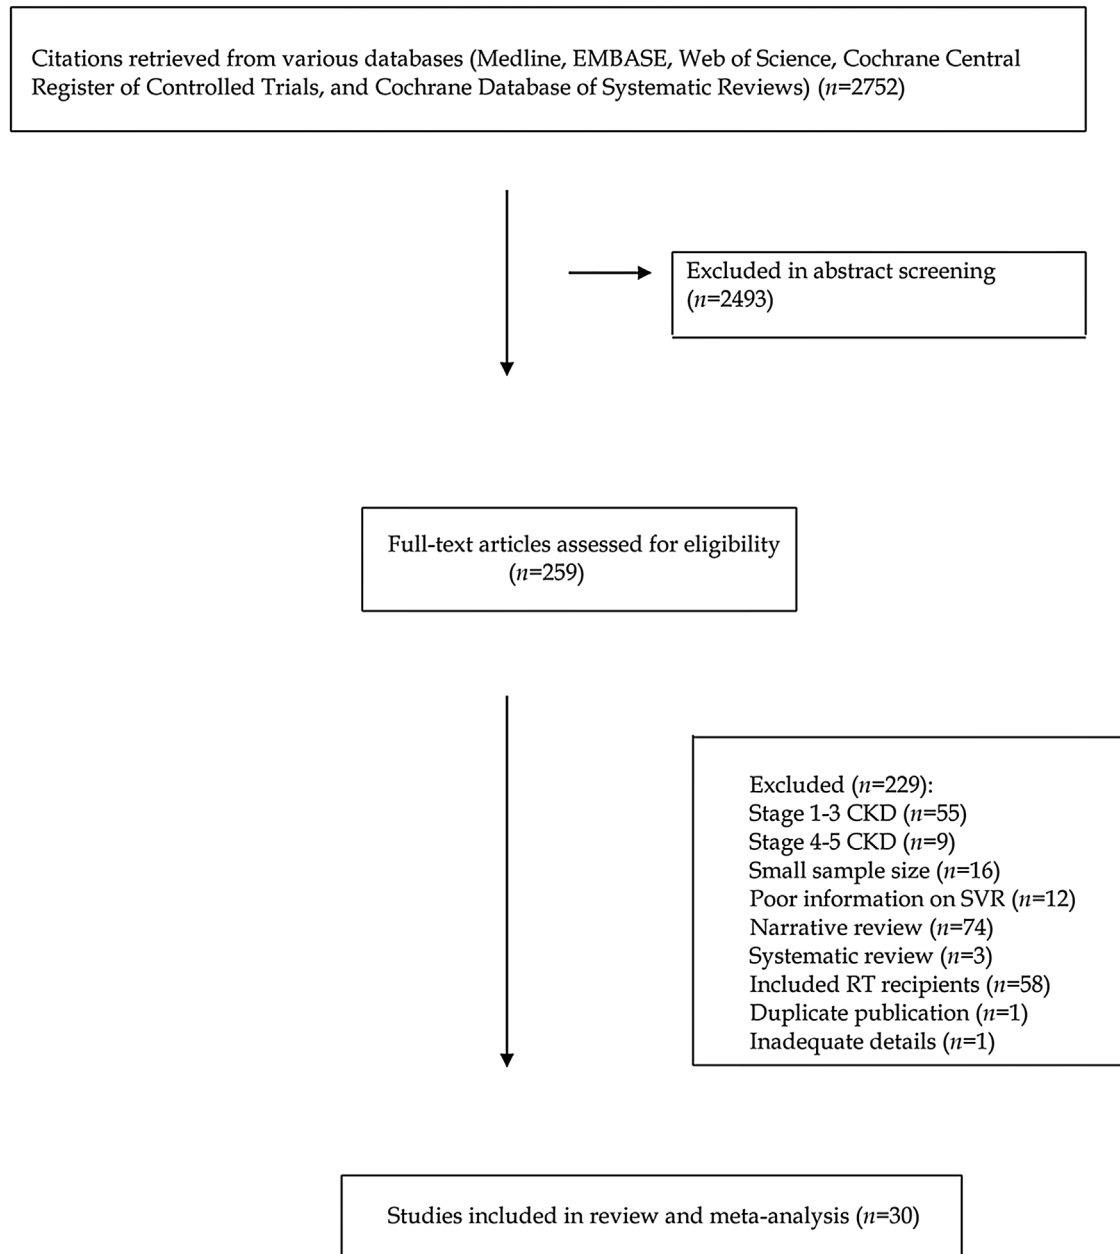 Citations retrieved from various databases (Medline, EMBASE, Web of Science, Cochrane Central
Register of Controlled Trials, and Cochrane Database of Systematic Reviews) (n=2752)
Excluded in abstract screening
(n=2493)
Full-text articles assessed for eligibility
(n=259)
Excluded (n=229):
Stage 1-3 CKD (n=55)
Stage 4-5 CKD (n=9)
Small sample size (n=16)
Poor information on SVR (n=12)
Narrative review (n=74)
Systematic review (n=3)
Included RT recipients (n=58)
Duplicate publication (n=1)
Inadequate details (n=1)
Studies included in review and meta-analysis (n=30)